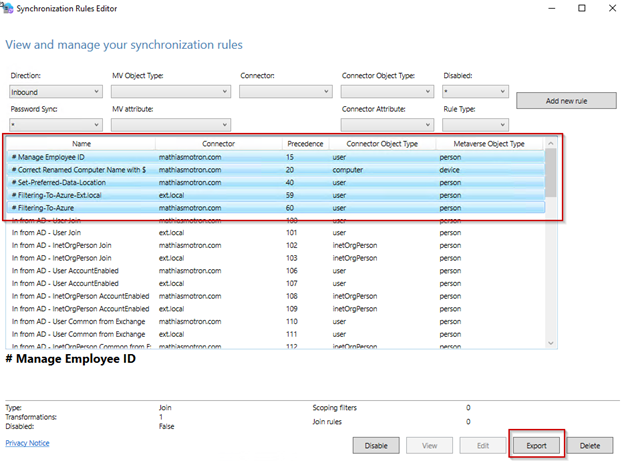 Synchronization Rules Editor
View and manage your synchronization rules
Direction: MV Object Type: Connector: Connector Object Type: Disabled:
Inbound *
Add new rule
Password Sync: MV attribute: Connector Attribute: Rule Type:
*
Name Connector Precedence Connector Object Type Metaverse Object Type
# Manage Employee ID mathiasmotron.com 15 user person
# Correct Renamed Computer Name with $ mathiasmotron.com 20 computer device
# Set-Preferred-Data-Location mathiasmotron.com 40 user person
# Filtering-To-Azure-Ext.local ext.local 59 user person
# Filtering-To-Azure mathiasmotron.com 60 user person
In from AD - User Join mathiasmotron.com 100 user person
In from AD - User Join ext.local 101 user person
In from AD - InetOrgPerson Join mathiasmotron.com 102 inetOrgPerson person
In from AD - InetOrgPerson Join ext.local 103 inetOrgPerson person
In from AD - User AccountEnabled mathiasmotron.com 106 user person
In from AD - User AccountEnabled ext.local 107 user person
In from AD - InetOrgPerson AccountEnabled mathiasmotron.com 108 inetOrgPerson person
In from AD - InetOrgPerson AccountEnabled ext.local 109 inetOrgPerson person
In from AD - User Common from Exchange mathiasmotron.com 110 user person
In from AD - User Common from Exchange ext.local 111 user person
In from AD - InetOrgPerson Common from E: mathiasmotron.com 112 inetOrgPerson person
# Manage Employee ID
Type: Join Scoping filters 0
Transformations: 1
Join rules 0
Disabled: False
Privacy Notice
Disable View Edit Export Delete